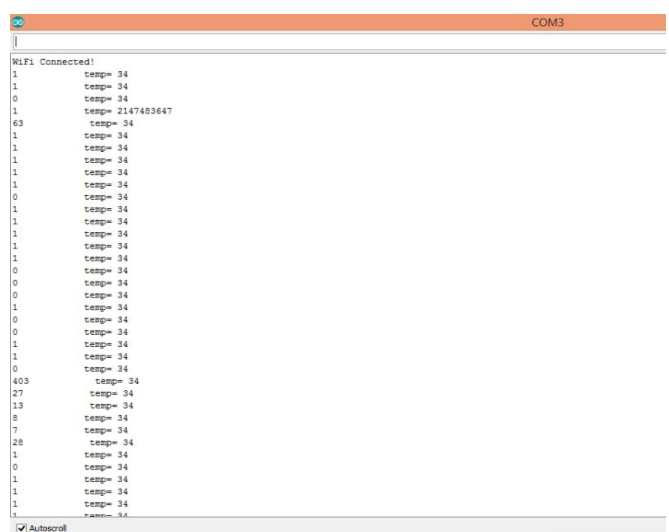 COM3
WiFi Connected!
1 temp= 34
1 temp= 34
0 temp= 34
1 temp= 2147483647
63 temp= 34
1 temp= 34
1 temp= 34
1 temp= 34
1 temp= 34
1 temp= 34
0 temp= 34
1 temp= 34
1 temp= 34
1 temp= 34
1 temp= 34
1 temp= 34
0 temp= 34
0 temp= 34
0 temp= 34
1 temp= 34
0 temp= 34
0 temp= 34
1 temp= 34
1 temp= 34
0 temp= 34
403 temp= 34
27 temp= 34
13 temp= 34
8 temp= 34
7 temp= 34
28 temp= 34
1 temp= 34
0 temp= 34
1 temp= 34
1 temp= 34
1 temp= 34
1 temp= 34
Autoscroll